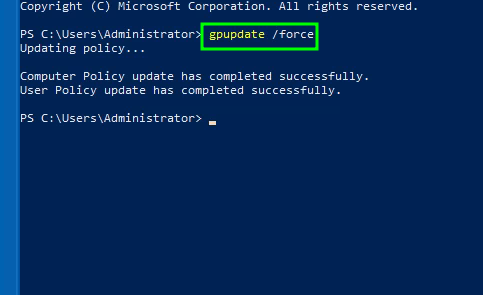 Copyright (C) Microsoft Corporation. All rights reserved.
PS C:\Users\Administrator> gpupdate /force
Updating policy...
Computer Policy update has completed successfully.
User Policy update has completed successfully.
PS C:\Users\Administrator>